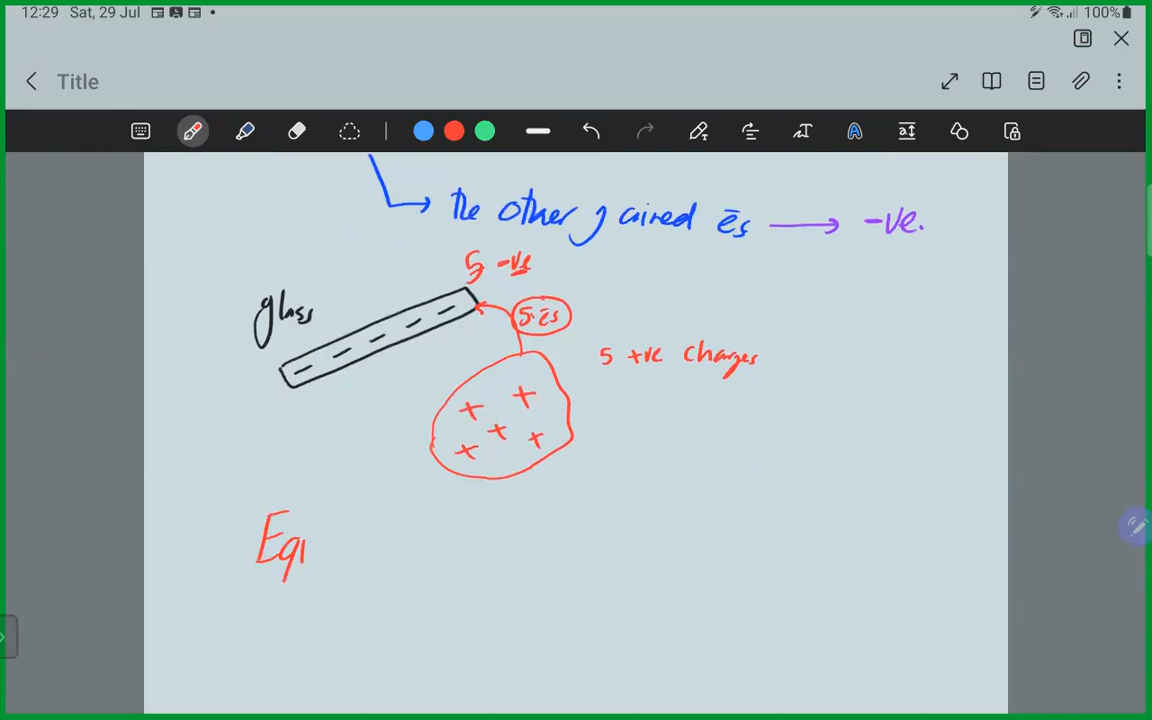 12:29 Sat, 29 Jul
100%
Title
the other gained ēs → -ve.
5 -ve
glass
5 ēs
5 +ve charges
Equ